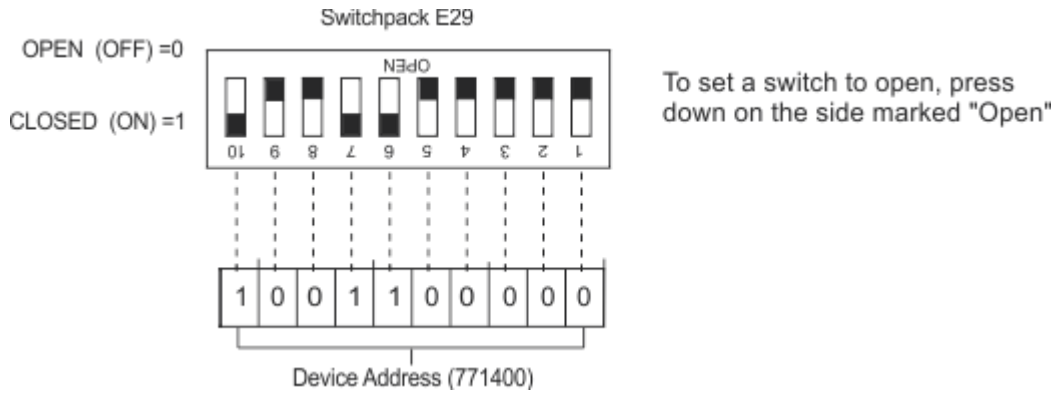 Switchpack E29
OPEN (OFF) =0
CLOSED (ON) =1
OPEN
10 9 8 7 6 5 4 3 2 1
To set a switch to open, press
down on the side marked "Open"
1 0 0 1 1 0 0 0 0 0
Device Address (771400)